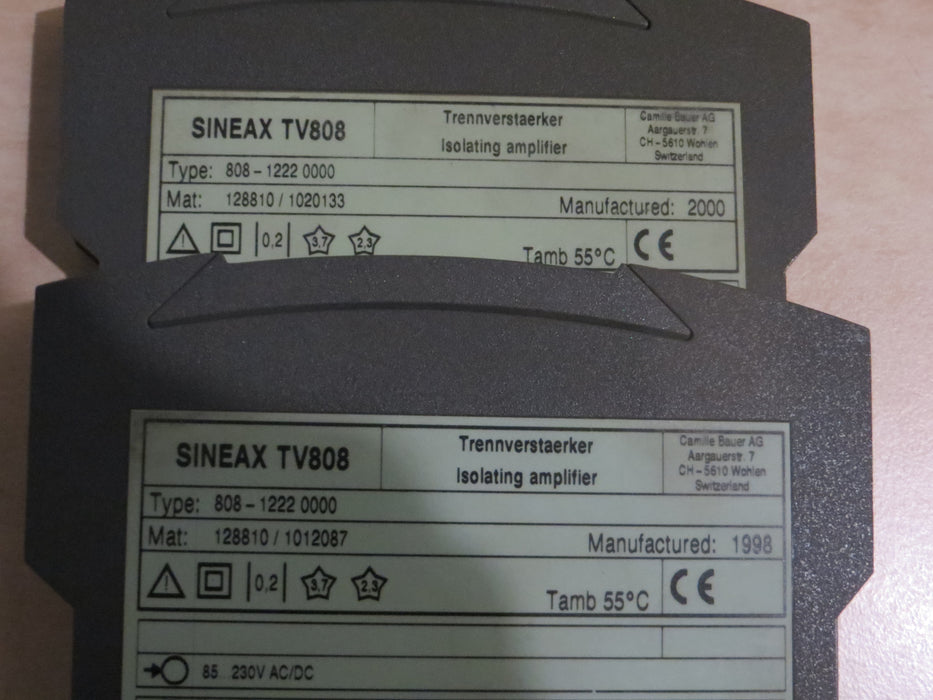 SINEAX TV808
Trennverstaerker
Isolating amplifier
Camille Bauer AG
Aargauerstr. 7
CH-5610 Wohlen
Switzerland
Type: 808-1222 0000
Mat: 128810 / 1020133
Manufactured: 2000
0,2 3,7 2,3
Tamb 55°C
CE
SINEAX TV808
Trennverstaerker
Isolating amplifier
Camille Bauer AG
Aargauerstr. 7
CH-5610 Wohlen
Switzerland
Type: 808-1222 0000
Mat: 128810 / 1012087
Manufactured: 1998
0,2 3,7 2,3
Tamb 55°C
CE
85 230V AC/DC